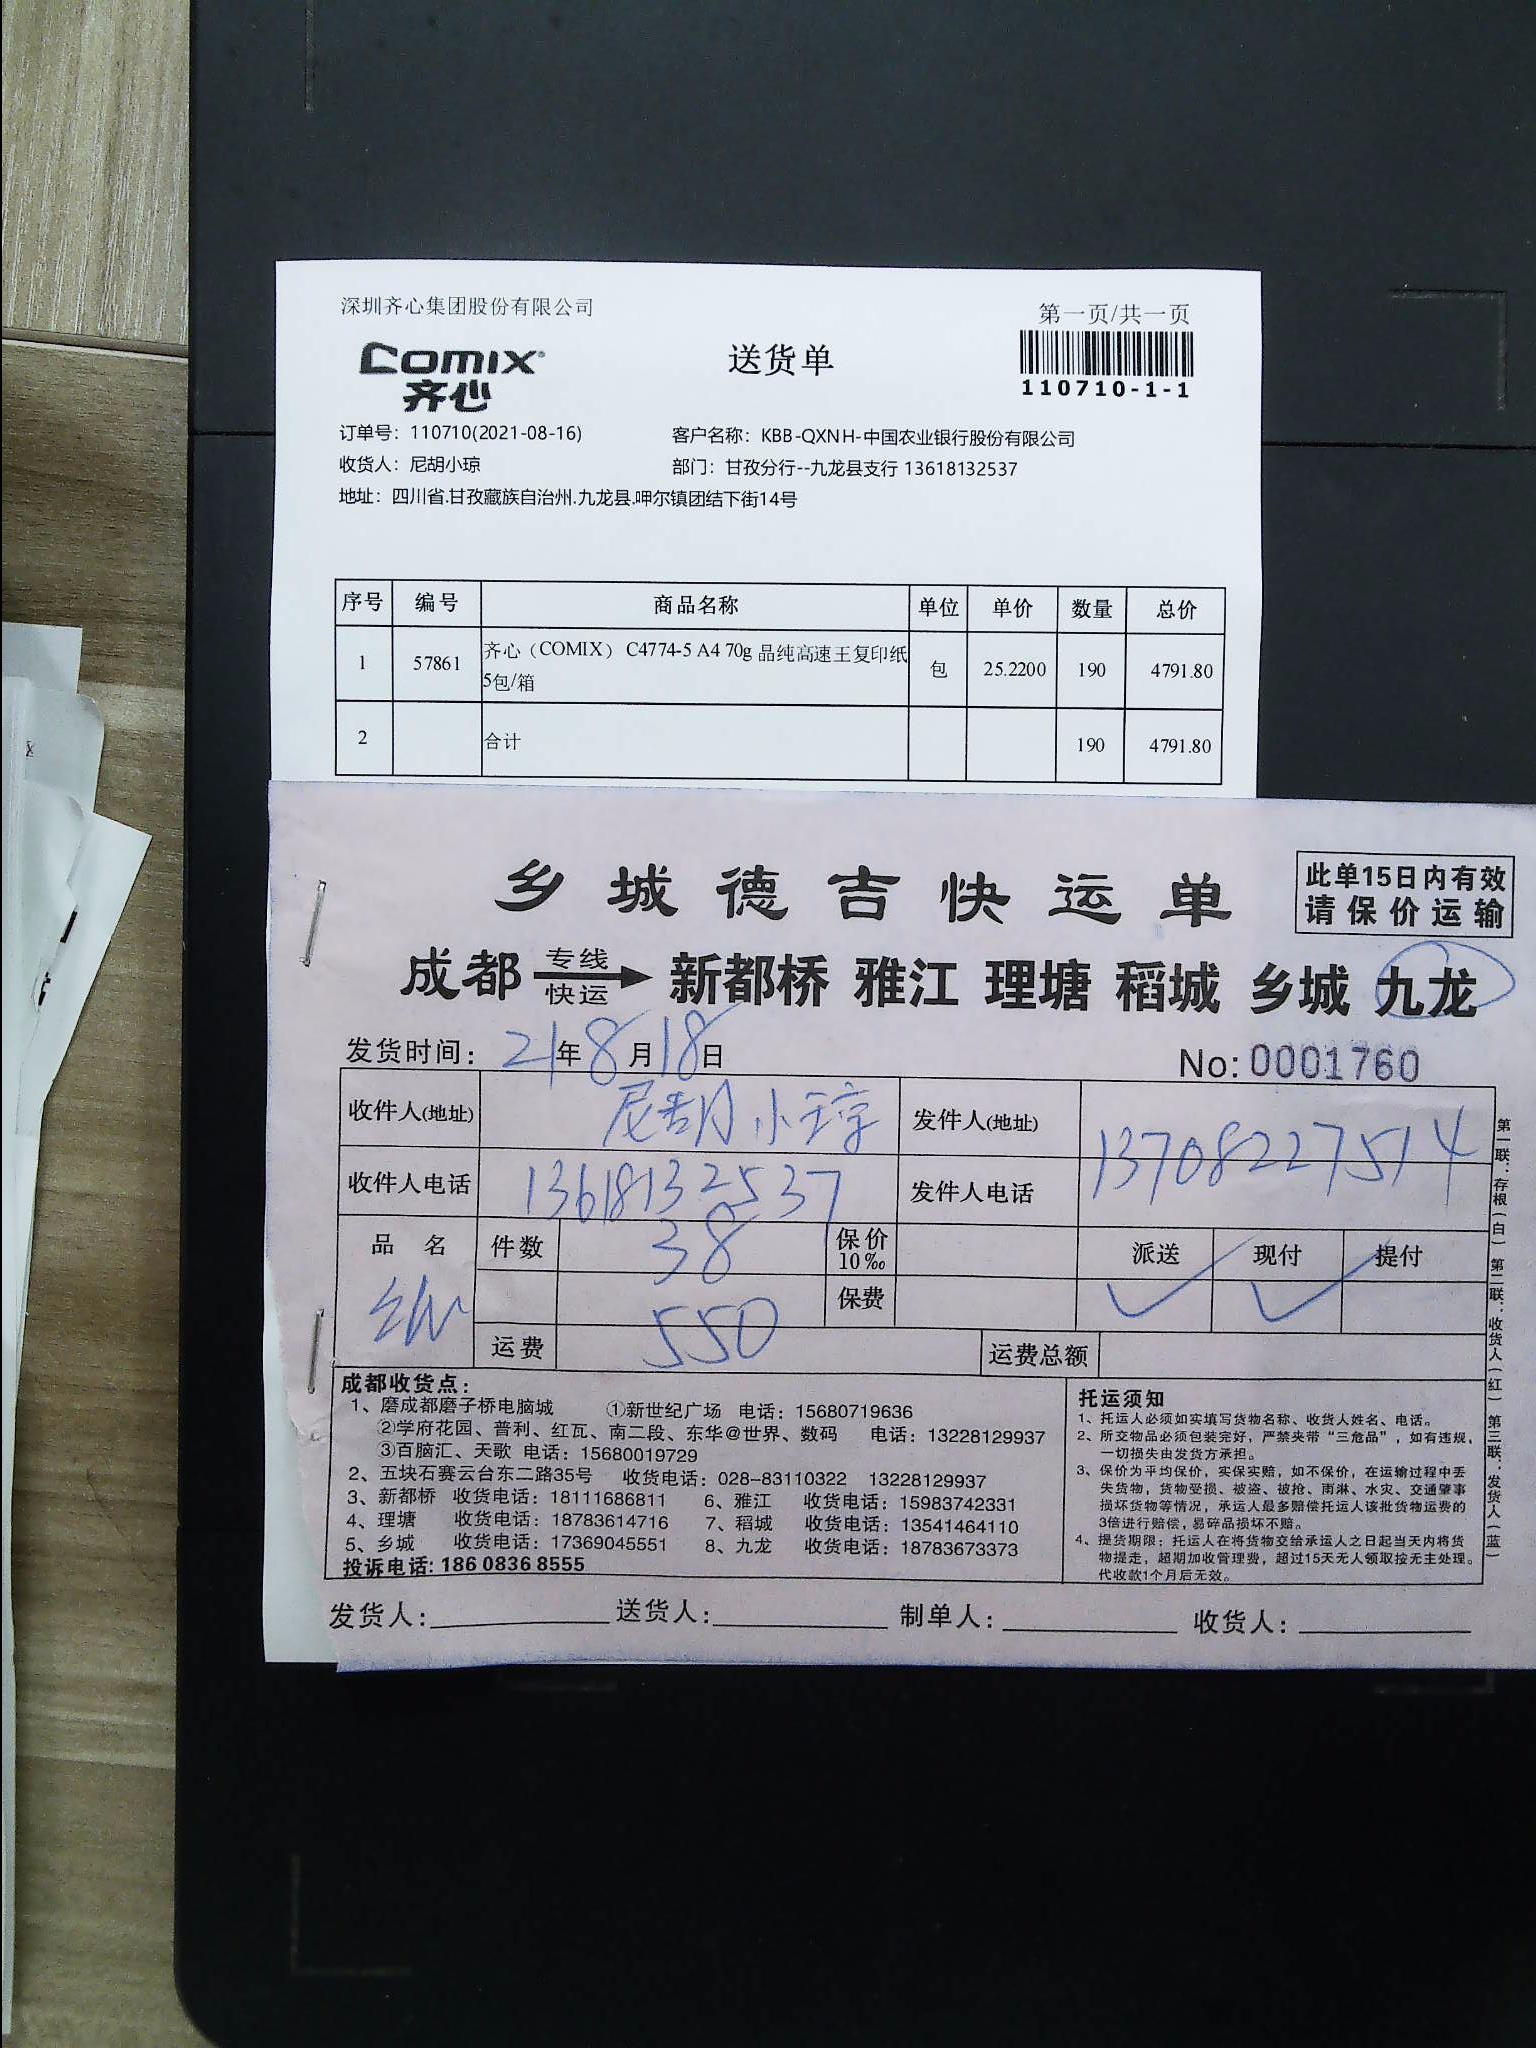 深圳齐心集团股份有限公司
第一页/共一页
COMIX
齐心
送货单
110710-1-1
订单号：110710(2021-08-16)
客户名称：KBB-QXNH-中国农业银行股份有限公司
收货人：尼胡小琼
部门：甘孜分行--九龙县支行 13618132537
地址：四川省.甘孜藏族自治州.九龙县.呷尔镇团结下街14号
序号 编号 商品名称 单位 单价 数量 总价
1 57861 齐心（COMIX） C4774-5 A4 70g 晶纯高速王复印纸 包 25.2200 190 4791.80
5包/箱
2 合计 190 4791.80
乡城德吉快运单
此单15日内有效
请保价运输
成都 专线 快运 新都桥 雅江 理塘 稻城 乡城 九龙
发货时间：21年8月18日
No:0001760
收件人(地址) 尼胡小琼 发件人(地址) 13708227514
收件人电话 13618132537 发件人电话
品名 件数 38 保价 10‰ 派送 现付 提付
纸 550 保费 ✓ ✓
运费 运费总额
成都收货点：
1、磨成都磨子桥电脑城 ①新世纪广场 电话：15680719636
②学府花园、普利、红瓦、南二段、东华@世界、数码 电话：13228129937
③百脑汇、天歌 电话：15680019729
2、五块石赛云台东二路35号 收货电话：028-83110322 13228129937
3、新都桥 收货电话：18111686811 6、雅江 收货电话：15983742331
4、理塘 收货电话：18783614716 7、稻城 收货电话：13541464110
5、乡城 收货电话：17369045551 8、九龙 收货电话：18783673373
投诉电话：186 0836 8555
托运须知
1、托运人必须如实填写货物名称、收货人姓名、电话。
2、所交物品必须包装完好，严禁夹带“三危品”，如有违规，
一切损失由发货方承担。
3、保价为平均保价，实保实赔，如不保价，在运输过程中丢
失货物，货物受损、被盗、被抢、雨淋、水灾、交通肇事
损坏货物等情况，承运人最多赔偿托运人该批货物运费的
3倍进行赔偿，易碎品损坏不赔。
4、提货期限：托运人在将货物交给承运人之日起当天内将货
物提走，超期加收管理费，超过15天无人领取按无主处理。
代收款1个月后无效。
第一联：存根（白） 第二联：收货人（红） 第三联：发货人（蓝）
发货人： 送货人： 制单人： 收货人：